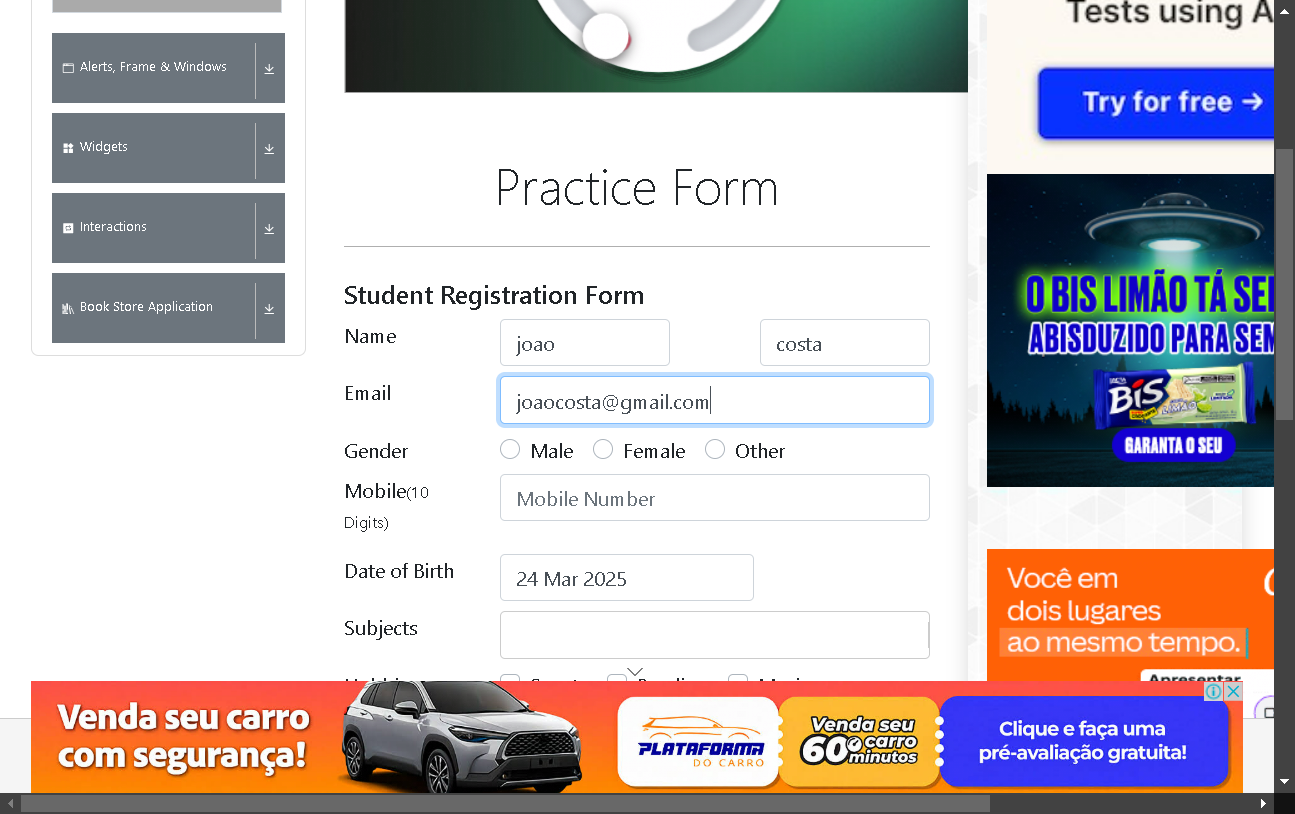 Alerts, Frame & Windows
Widgets
Interactions
Book Store Application
Practice Form
Student Registration Form
Name
joao
costa
Email
joaocosta@gmail.com
Gender
Male
Female
Other
Mobile(10
Digits)
Mobile Number
Date of Birth
24 Mar 2025
Subjects
Tests using A
Try for free →
O BIS LIMÃO TÁ SE
ABISDUZIDO PARA SEM
BIS
LIMÃO
GARANTA O SEU
Você em
dois lugares
ao mesmo tempo.
Apresentar
Venda seu carro
com segurança!
PLATAFORMA
DO CARRO
Venda seu
carro
60 minutos
Clique e faça uma
pré-avaliação gratuita!